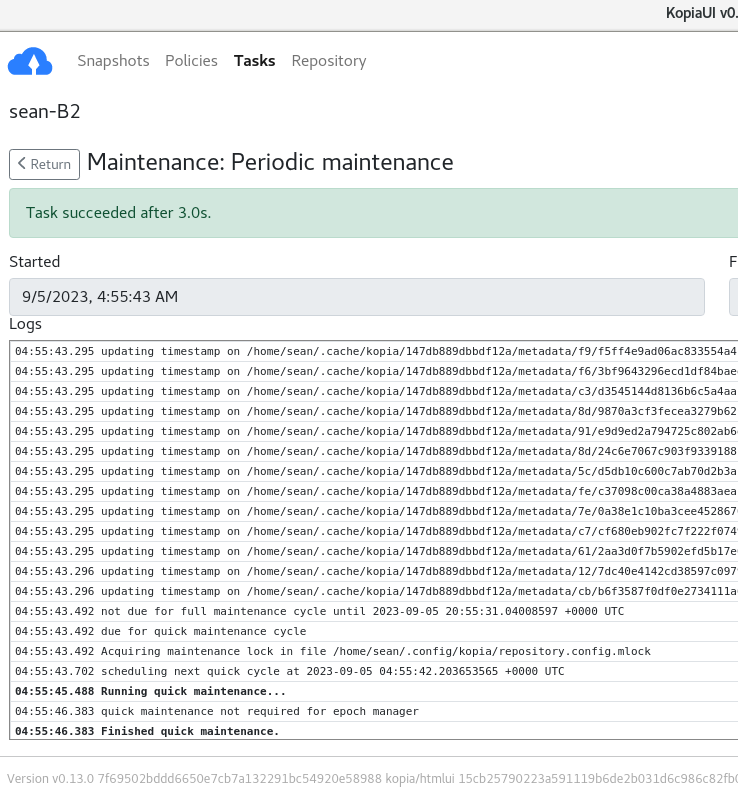 KopiaUI v0.
Snapshots Policies Tasks Repository
sean-B2
Return Maintenance: Periodic maintenance
Task succeeded after 3.0s.
Started F
9/5/2023, 4:55:43 AM
Logs
04:55:43.295 updating timestamp on /home/sean/.cache/kopia/147db889dbbdf12a/metadata/f9/f5ff4e9ad06ac833554a4
04:55:43.295 updating timestamp on /home/sean/.cache/kopia/147db889dbbdf12a/metadata/f6/3bf9643296ecd1df84bae
04:55:43.295 updating timestamp on /home/sean/.cache/kopia/147db889dbbdf12a/metadata/c3/d3545144d8136b6c5a4aa
04:55:43.295 updating timestamp on /home/sean/.cache/kopia/147db889dbbdf12a/metadata/8d/9870a3cf3fecea3279b62
04:55:43.295 updating timestamp on /home/sean/.cache/kopia/147db889dbbdf12a/metadata/91/e9d9ed2a794725c802ab6
04:55:43.295 updating timestamp on /home/sean/.cache/kopia/147db889dbbdf12a/metadata/8d/24c6e7067c903f9339188
04:55:43.295 updating timestamp on /home/sean/.cache/kopia/147db889dbbdf12a/metadata/5c/d5db10c600c7ab70d2b3a
04:55:43.295 updating timestamp on /home/sean/.cache/kopia/147db889dbbdf12a/metadata/fe/c37098c00ca38a4883aea
04:55:43.295 updating timestamp on /home/sean/.cache/kopia/147db889dbbdf12a/metadata/7e/0a38e1c10ba3cee452867
04:55:43.295 updating timestamp on /home/sean/.cache/kopia/147db889dbbdf12a/metadata/c7/cf680eb902fc7f222f074
04:55:43.295 updating timestamp on /home/sean/.cache/kopia/147db889dbbdf12a/metadata/61/2aa3d0f7b5902efd5b17e
04:55:43.296 updating timestamp on /home/sean/.cache/kopia/147db889dbbdf12a/metadata/12/7dc40e4142cd38597c097
04:55:43.296 updating timestamp on /home/sean/.cache/kopia/147db889dbbdf12a/metadata/cb/b6f3587f0df0e2734111a
04:55:43.492 not due for full maintenance cycle until 2023-09-05 20:55:31.04008597 +0000 UTC
04:55:43.492 due for quick maintenance cycle
04:55:43.492 Acquiring maintenance lock in file /home/sean/.config/kopia/repository.config.mlock
04:55:43.702 scheduling next quick cycle at 2023-09-05 04:55:42.203653565 +0000 UTC
04:55:45.488 Running quick maintenance...
04:55:46.383 quick maintenance not required for epoch manager
04:55:46.383 Finished quick maintenance.
Version v0.13.0 7f69502bddd6650e7cb7a132291bc54920e58988 kopia/htmlui 15cb25790223a591119b6de2b031d6c986c82fb